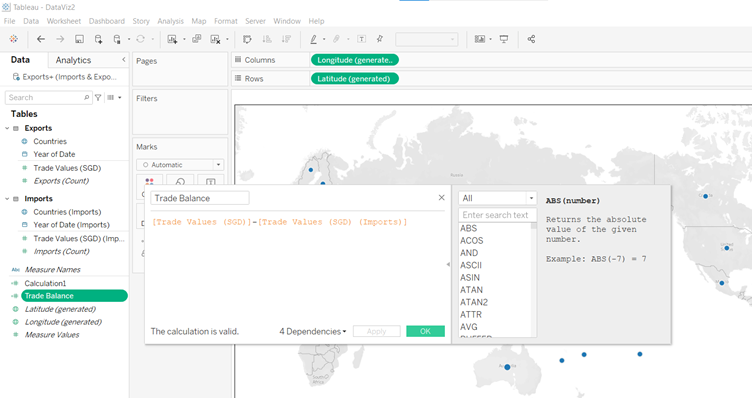 Tableau - DataViz2
File Data Worksheet Dashboard Story Analysis Map Format Server Window Help
Data Analytics
Exports+ (Imports & Expo...
Search
Tables
Exports
Countries
Year of Date
Trade Values (SGD)
Exports (Count)
Imports
Countries (Imports)
Year of Date (Imports)
Trade Values (SGD) (Imp...
Imports (Count)
Abc Measure Names
Calculation1
Trade Balance
Latitude (generated)
Longitude (generated)
Measure Values
Pages
Filters
Marks
Automatic
Columns
Longitude (generate..
Rows
Latitude (generated)
Russia
Trade Balance
[Trade Values (SGD)]-[Trade Values (SGD) (Imports)]
The calculation is valid.
4 Dependencies
Apply
OK
All
Enter search text
ABS
ACOS
AND
ASCII
ASIN
ATAN
ATAN2
ATTR
AVG
ABS(number)
Returns the absolute
value of the given
number.
Example: ABS(-7) = 7
South
Africa